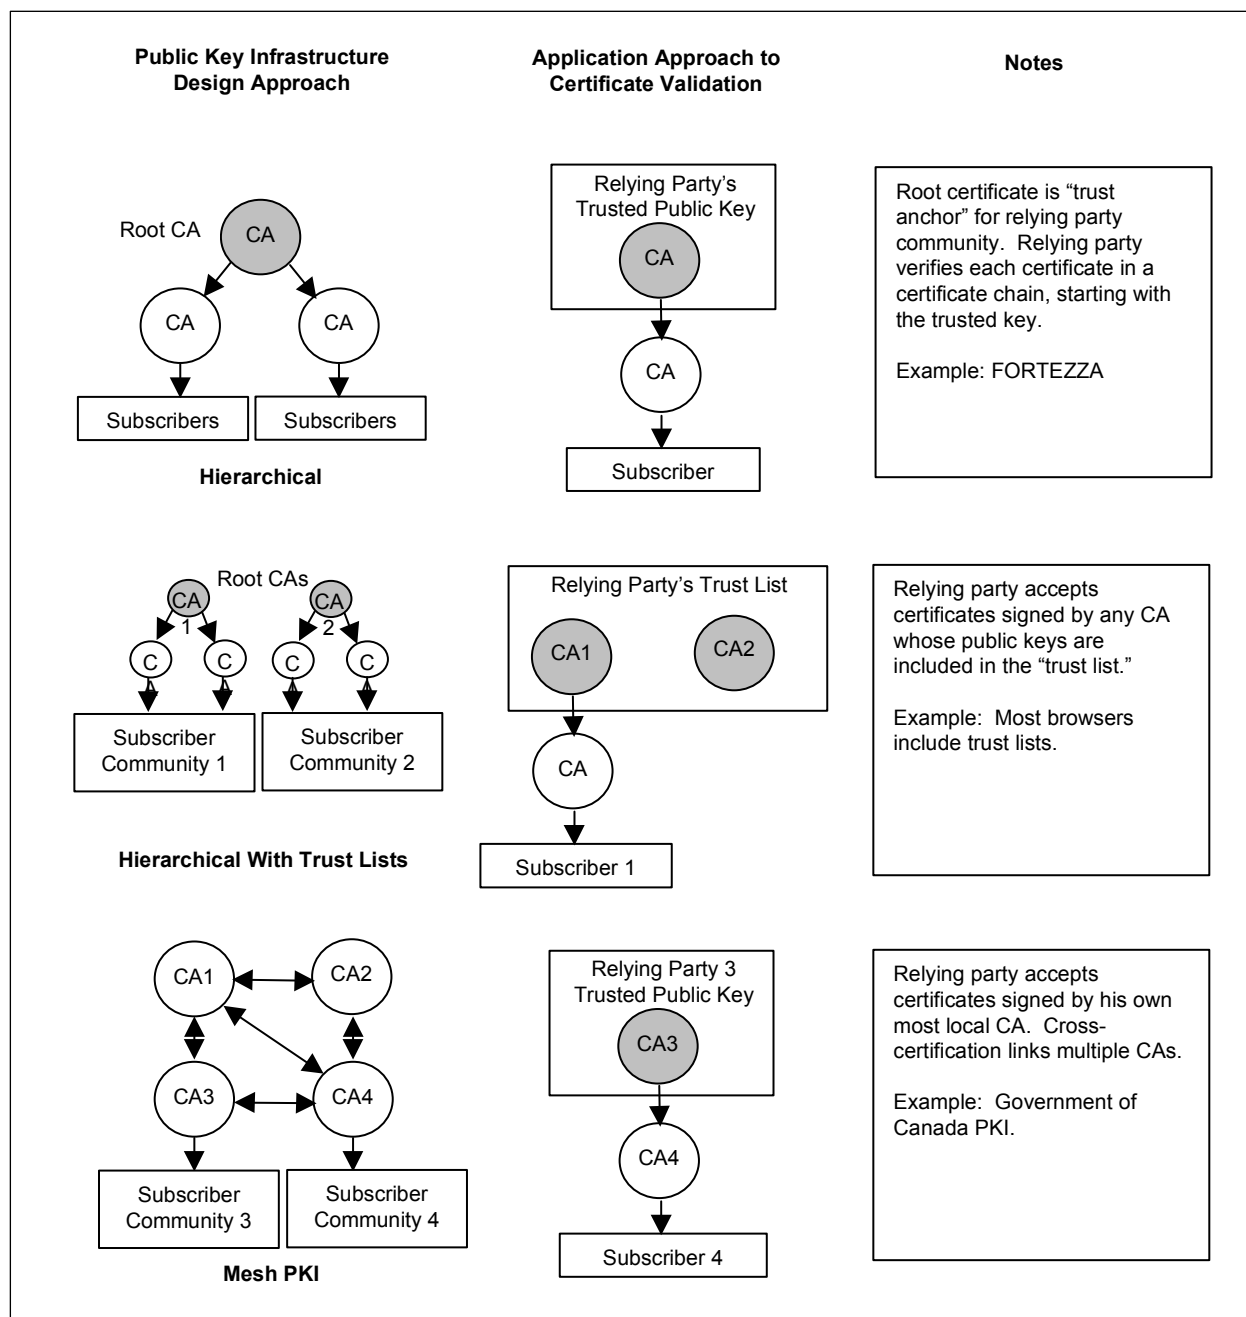 Public Key Infrastructure
Design Approach
Application Approach to
Certificate Validation
Notes
Root CA
CA
CA
CA
Subscribers
Subscribers
Hierarchical
Relying Party's
Trusted Public Key
CA
CA
Subscriber
Root certificate is “trust
anchor” for relying party
community. Relying party
verifies each certificate in a
certificate chain, starting with
the trusted key.
Example: FORTEZZA
Root CAs
CA
1
CA
2
C
C
C
C
Subscriber
Community 1
Subscriber
Community 2
Hierarchical With Trust Lists
Relying Party's Trust List
CA1
CA2
CA
Subscriber 1
Relying party accepts
certificates signed by any CA
whose public keys are
included in the “trust list.”
Example: Most browsers
include trust lists.
CA1
CA2
CA3
CA4
Subscriber
Community 3
Subscriber
Community 4
Mesh PKI
Relying Party 3
Trusted Public Key
CA3
CA4
Subscriber 4
Relying party accepts
certificates signed by his own
most local CA. Cross-
certification links multiple CAs.
Example: Government of
Canada PKI.